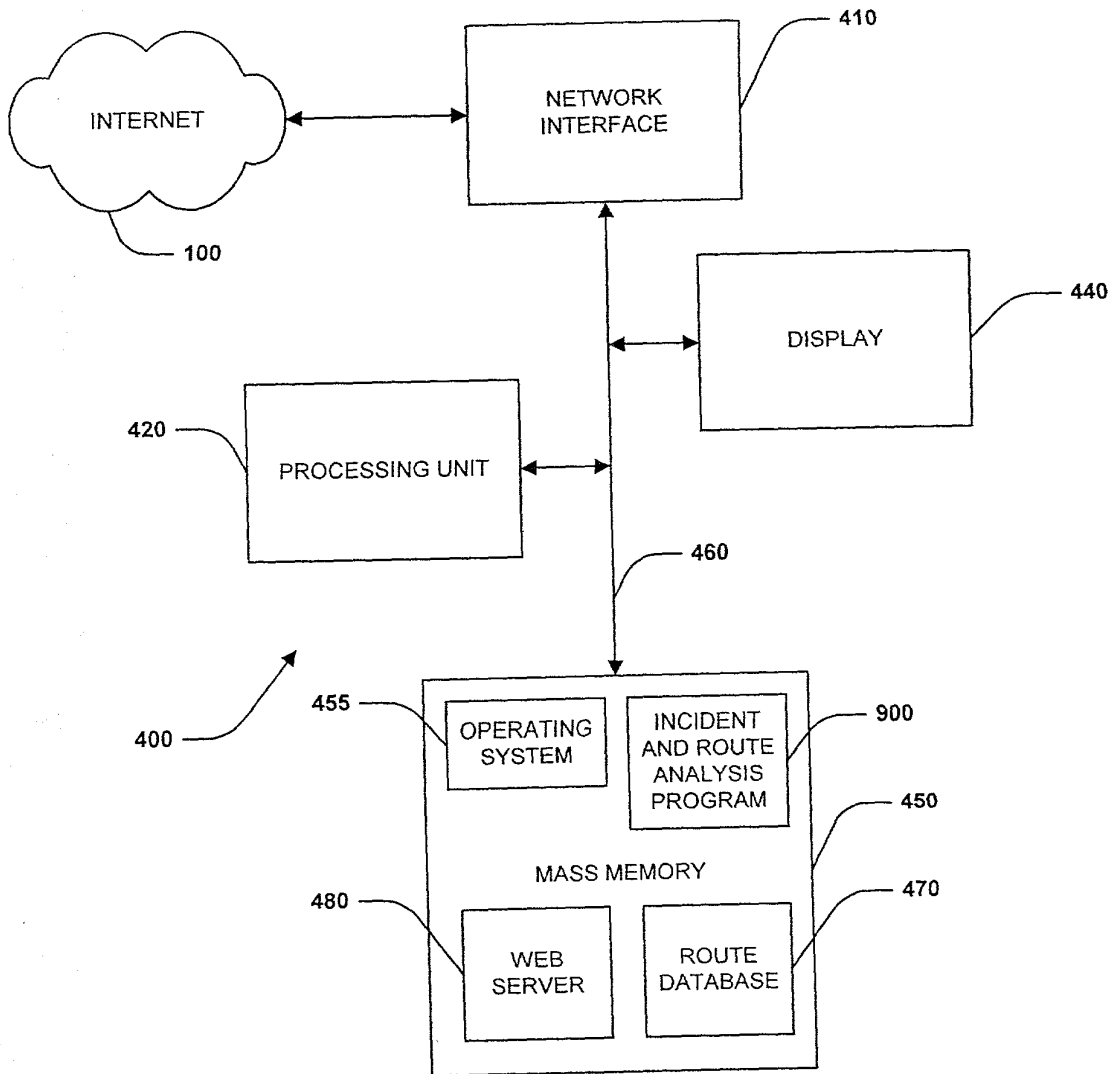 410
INTERNET
NETWORK
INTERFACE
100
440
DISPLAY
420
PROCESSING UNIT
460
400
455
OPERATING
SYSTEM
INCIDENT
AND ROUTE
ANALYSIS
PROGRAM
900
450
MASS MEMORY
480
470
WEB
SERVER
ROUTE
DATABASE